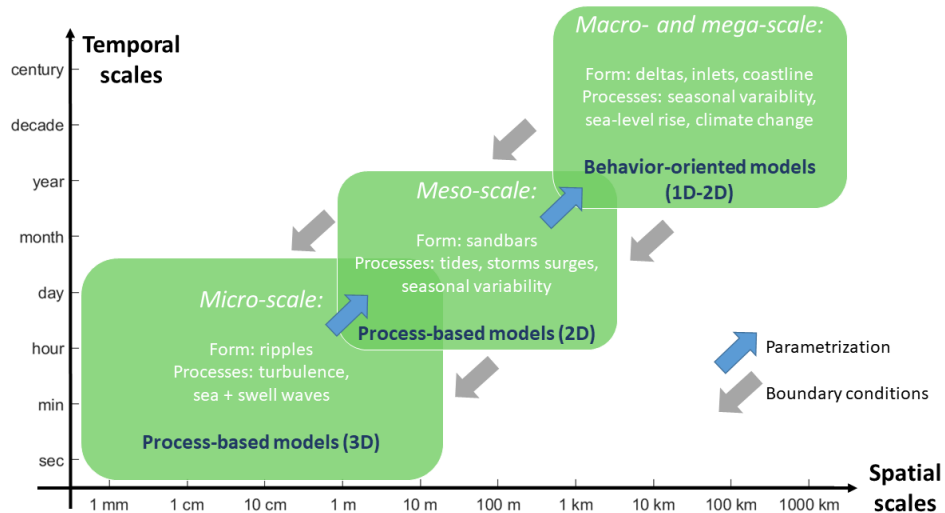 Temporal
scales
century
decade
year
month
day
hour
min
sec
Macro- and mega-scale:
Form: deltas, inlets, coastline
Processes: seasonal varaiblity,
sea-level rise, climate change
Behavior-oriented models
(1D-2D)
Meso-scale:
Form: sandbars
Processes: tides, storms surges,
seasonal variability
Process-based models (2D)
Micro-scale:
Form: ripples
Processes: turbulence,
sea + swell waves
Process-based models (3D)
Parametrization
Boundary conditions
1 mm
1 cm
10 cm
1 m
10 m
100 m
1 km
10 km
100 km
1000 km
Spatial
scales